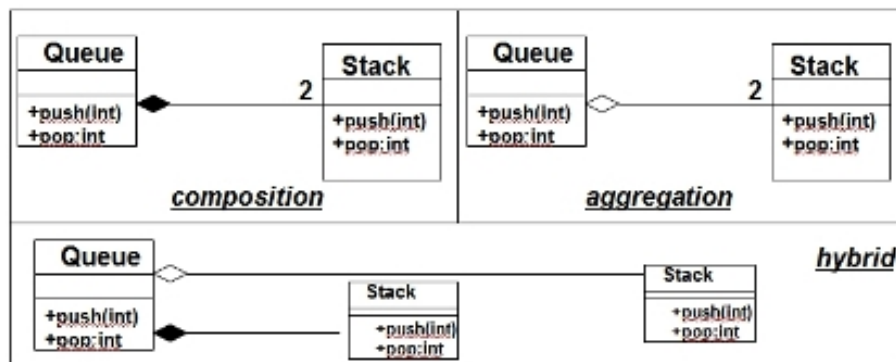 Queue
+push(int)
+pop:int
2
Stack
+push(int)
+pop:int
composition
Queue
+push(int)
+pop:int
2
Stack
+push(int)
+pop:int
aggregation
Queue
+push(int)
+pop:int
Stack
+push(int)
+pop:int
Stack
+push(int)
+pop:int
hybrid